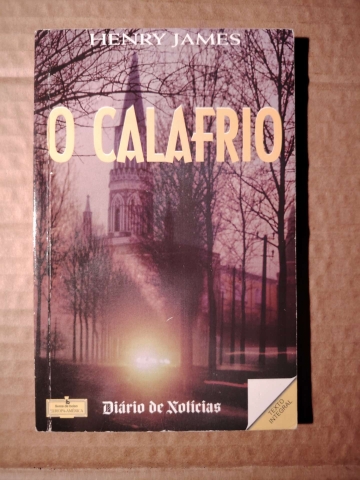 HENRY JAMES
O CALAFRIO
Diário de Notícias
TEXTO
INTEGRAL